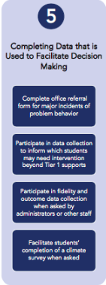 5
Completing Data that is
Used to Facilitate Decision
Making
Complete office referral
form for major incidents of
problem behavior
Participate in data collection
to inform which students
may need intervention
beyond Tier 1 supports
Participate in fidelity and
outcome data collection
when asked by
administrators or other staff
Facilitate students'
completion of a climate
survey when asked